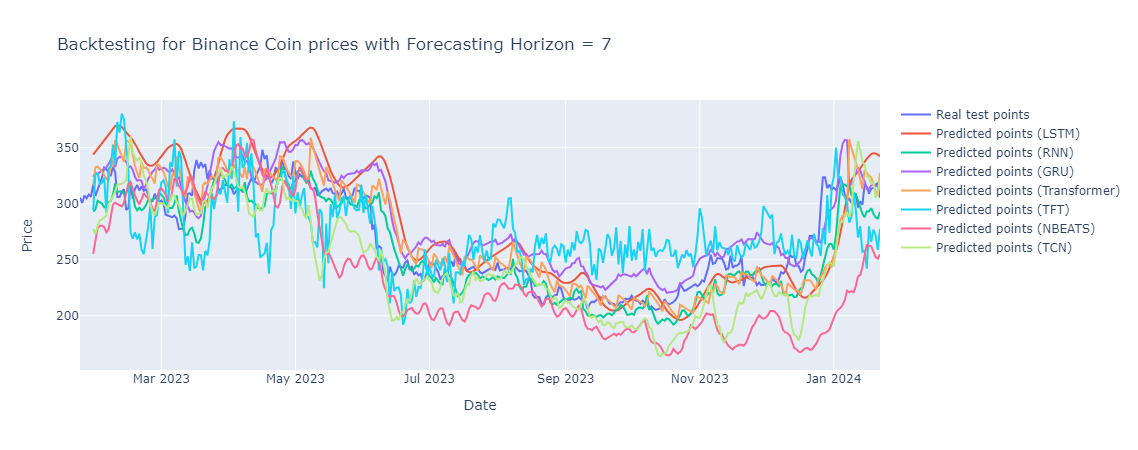 Backtesting for Binance Coin prices with Forecasting Horizon = 7
Real test points
Predicted points (LSTM)
Predicted points (RNN)
Predicted points (GRU)
Predicted points (Transformer)
Predicted points (TFT)
Predicted points (NBEATS)
Predicted points (TCN)
Price
350
300
250
200
Mar 2023
May 2023
Jul 2023
Sep 2023
Nov 2023
Jan 2024
Date